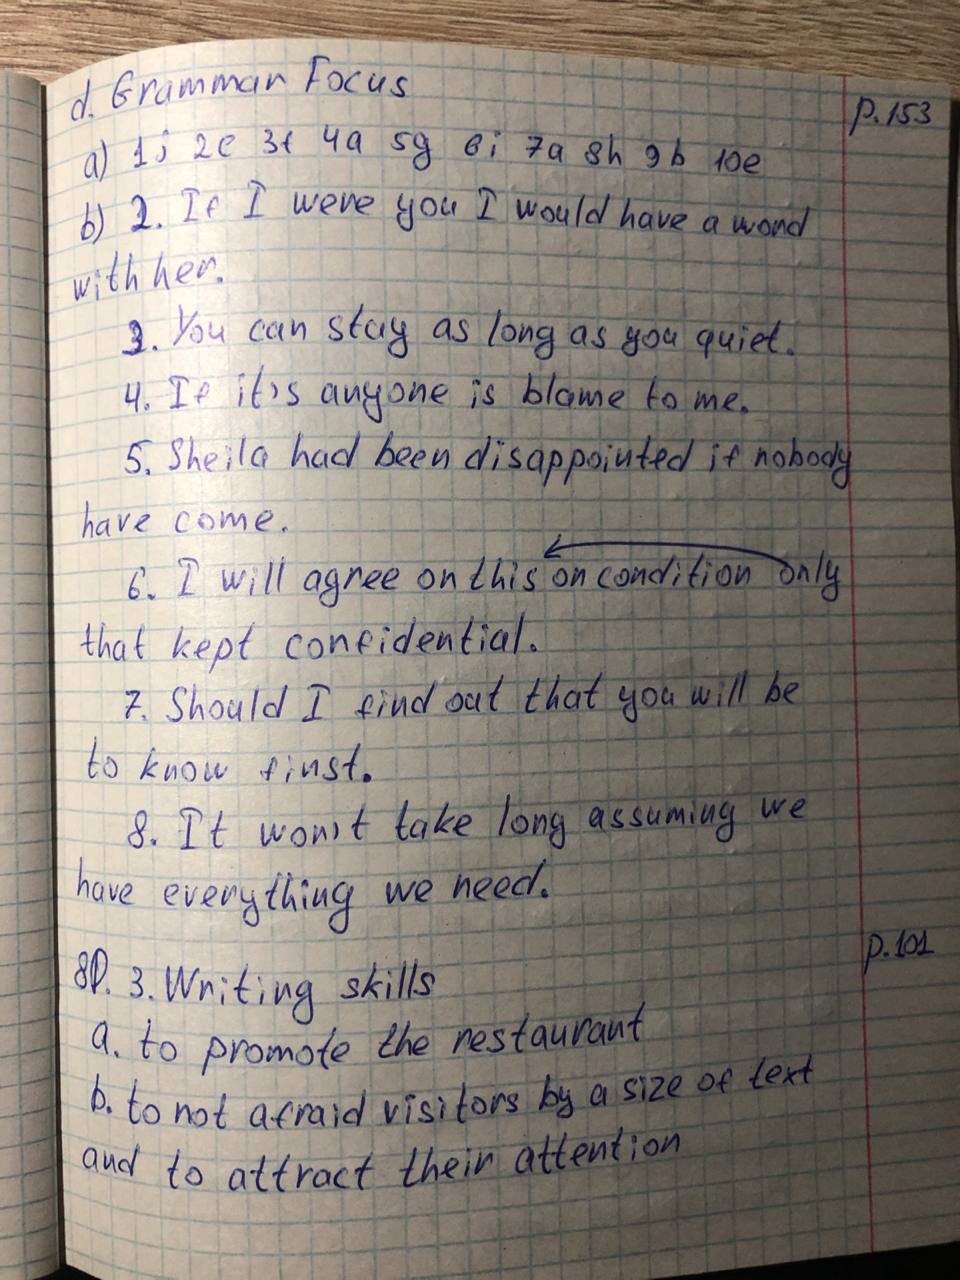 d. Grammar Focus
p. 153
a) 1j 2c 3f 4d 5g 6i 7a 8h 9b 10e
b) 2. If I were you I would have a word
with her.
3. You can stay as long as you quiet.
4. If it's anyone is blame to me.
5. Sheila had been disappointed if nobody
have come.
6. I will agree on this on condition only
that kept confidential.
7. Should I find out that you will be
to know first.
8. It won't take long assuming we
have everything we need.
p. 101
8D. 3. Writing skills
a. to promote the restaurant
b. to not afraid visitors by a size of text
and to attract their attention